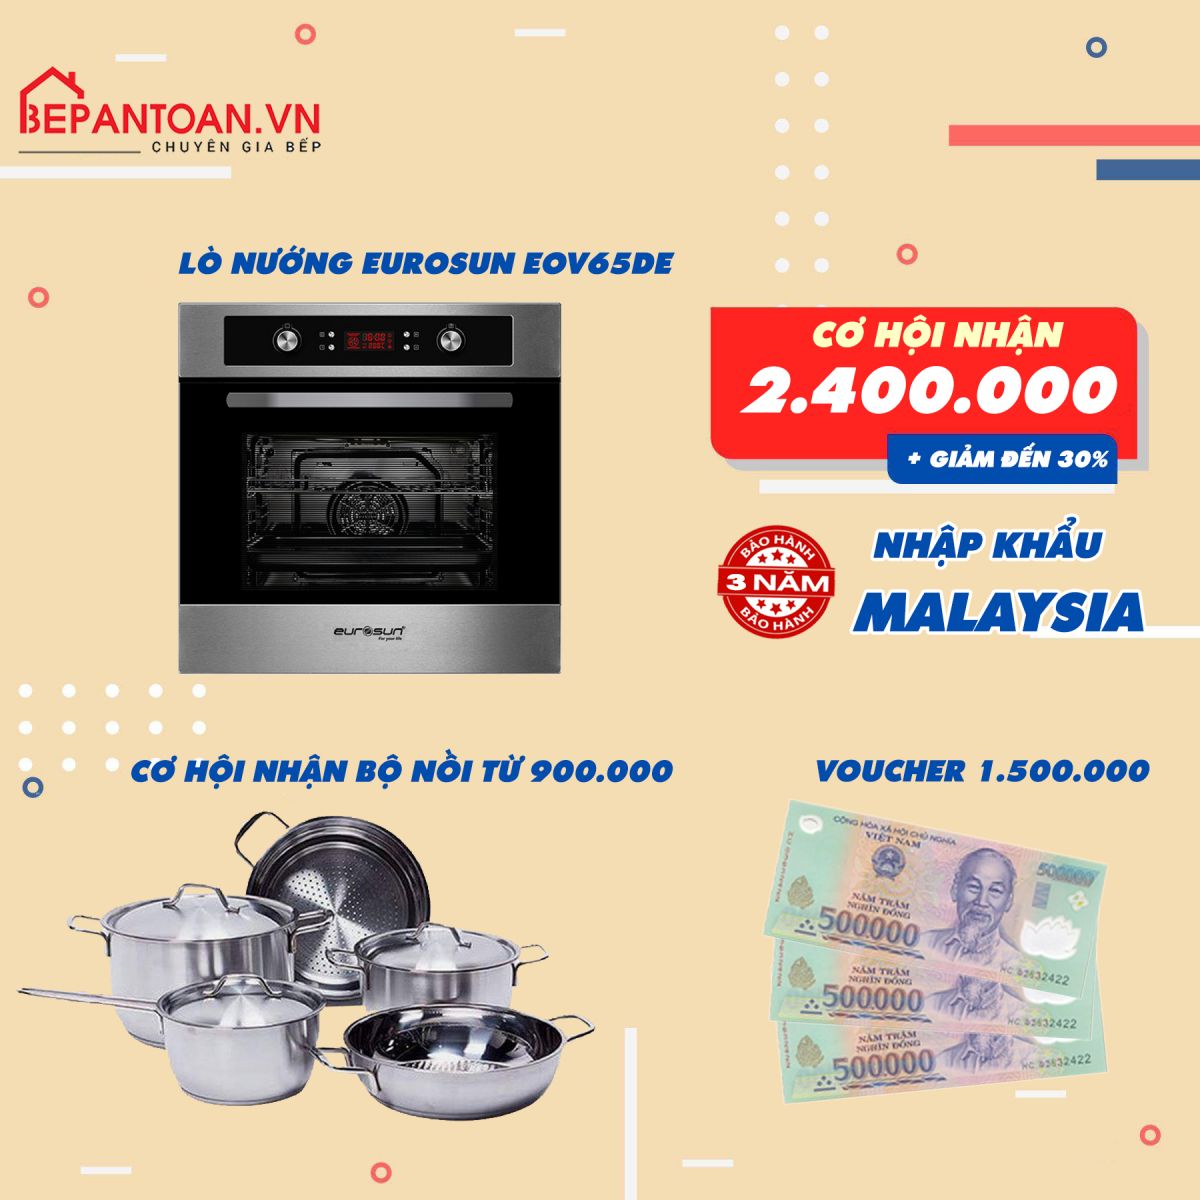 BEPANTOAN.VN
CHUYÊN GIA BẾP
LÒ NƯỚNG EUROSUN EOV65DE
eurosun®
For your life
CƠ HỘI NHẬN
2.400.000
+ GIẢM ĐẾN 30%
BẢO HÀNH
3 NĂM
BẢO HÀNH
NHẬP KHẨU
MALAYSIA
CƠ HỘI NHẬN BỘ NỒI TỪ 900.000
VOUCHER 1.500.000
CỘNG HÒA XÃ HỘI CHỦ NGHĨA
VIỆT NAM
500000
NĂM TRĂM
NGHÌN ĐỒNG
500000
NĂM TRĂM
NGHÌN ĐỒNG
500000
NĂM TRĂM
NGHÌN ĐỒNG
500000